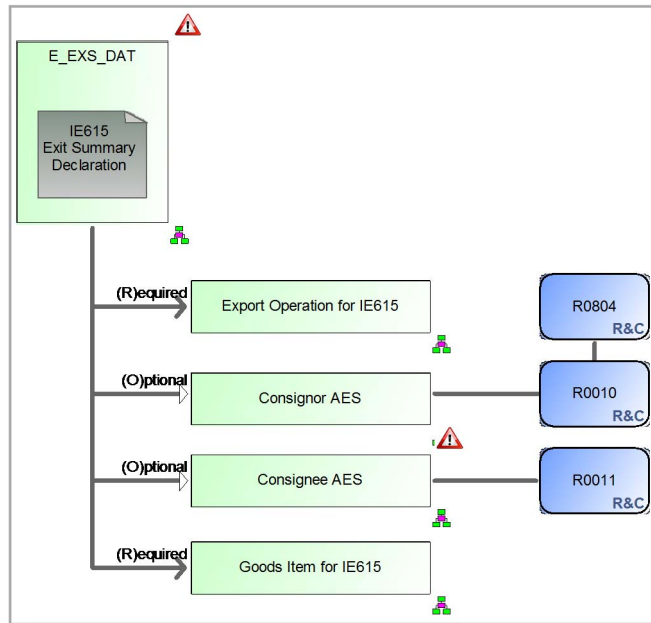 E_EXS_DAT
IE615
Exit Summary
Declaration
(R)equired
Export Operation for IE615
R0804
R&C
(O)ptional
Consignor AES
R0010
R&C
(O)ptional
Consignee AES
R0011
R&C
(R)equired
Goods Item for IE615